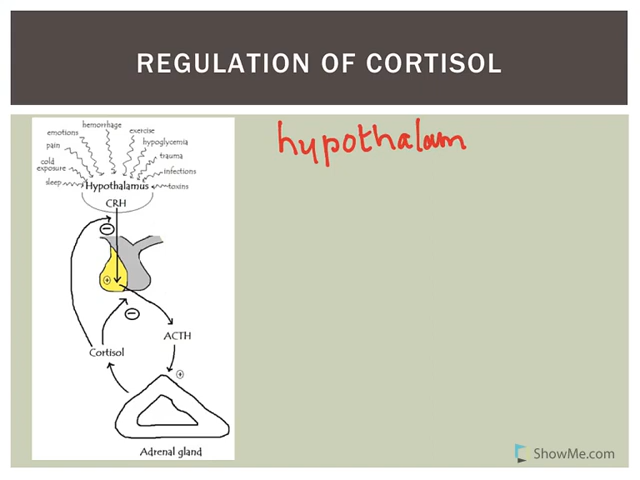 REGULATION OF CORTISOL
hypothalam
hemorrhage
emotions
exercise
pain
hypoglycemia
trauma
cold
exposure
infections
sleep
Hypothalamus
toxins
CRH
−
+
−
ACTH
Cortisol
+
Adrenal gland
ShowMe.com